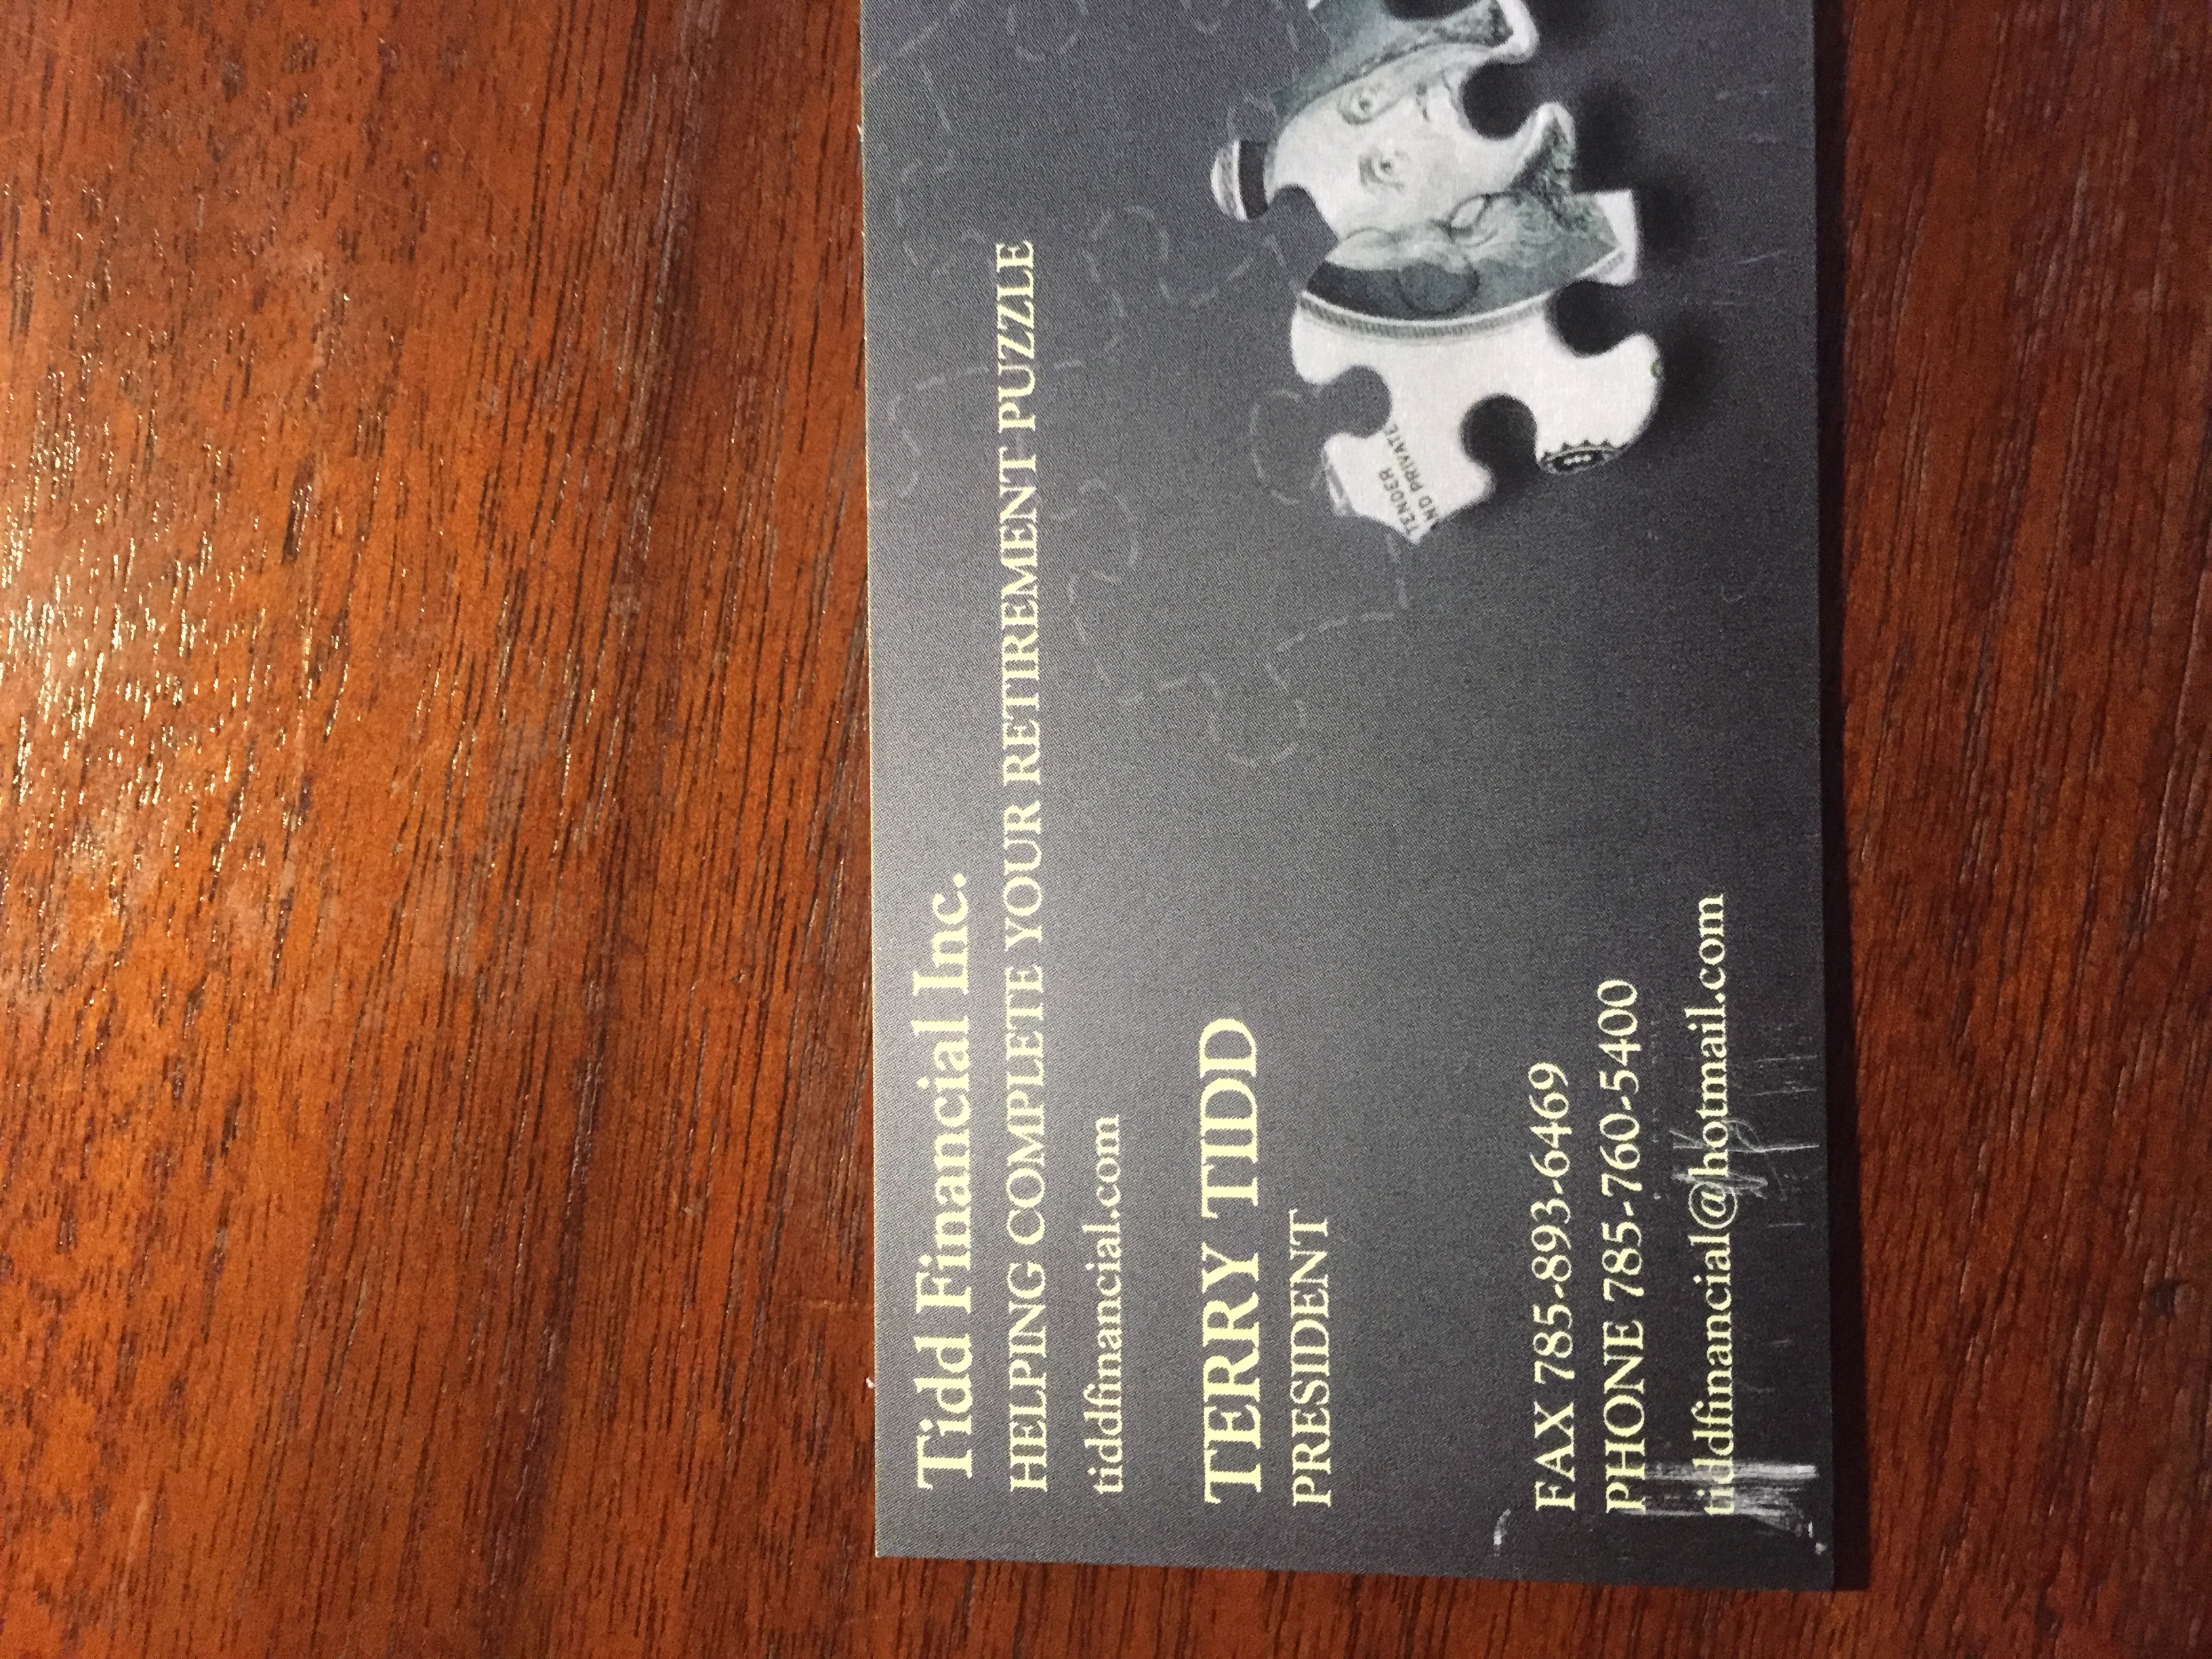 Tidd Financial Inc.
HELPING COMPLETE YOUR RETIREMENT PUZZLE
tiddfinancial.com
TERRY TIDD
PRESIDENT
TENDER
ND PRIVATE
FAX 785-893-6469
PHONE 785-760-5400
tiddfinancial@hotmail.com